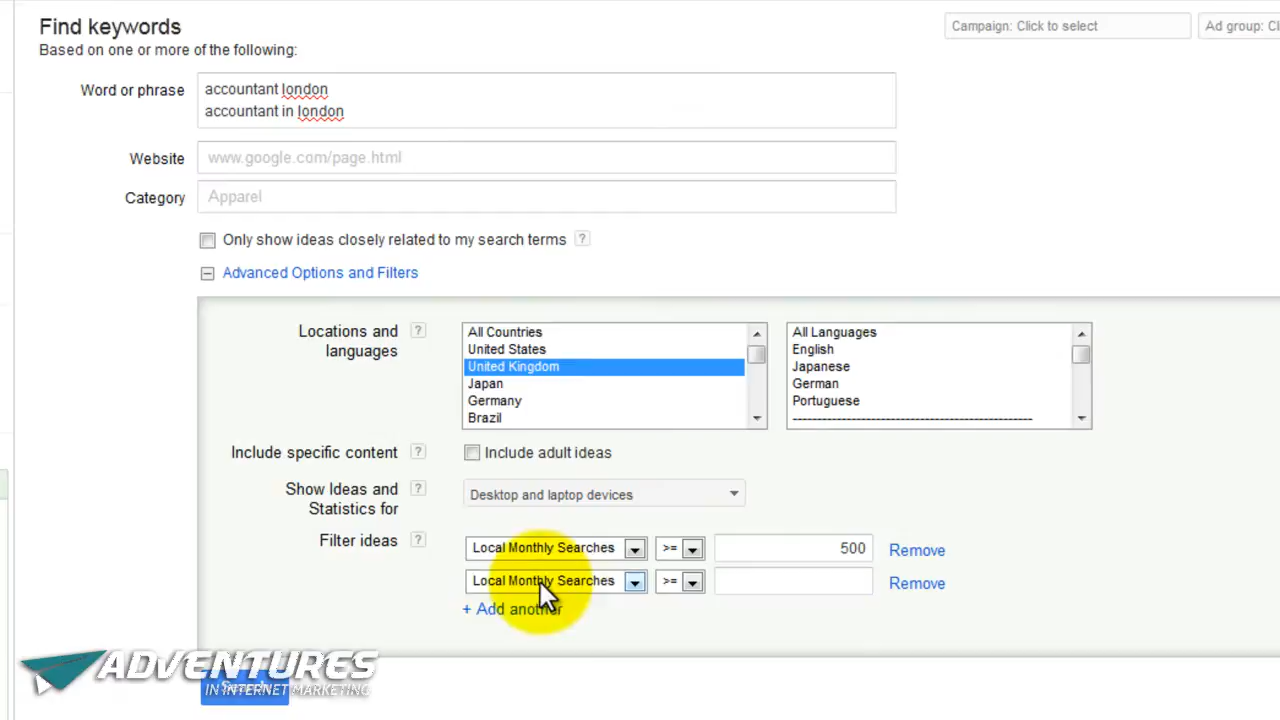 Find keywords
Campaign: Click to select
Ad group: Cl
Based on one or more of the following:
Word or phrase
accountant london
accountant in london
Website
www.google.com/page.html
Category
Apparel
Only show ideas closely related to my search terms ?
Advanced Options and Filters
Locations and languages ?
All Countries
United States
United Kingdom
Japan
Germany
Brazil
All Languages
English
Japanese
German
Portuguese
Include specific content ?
Include adult ideas
Show Ideas and Statistics for ?
Desktop and laptop devices
Filter ideas ?
Local Monthly Searches >= 500 Remove
Local Monthly Searches >= Remove
+ Add another
ADVENTURES
IN INTERNET MARKETING